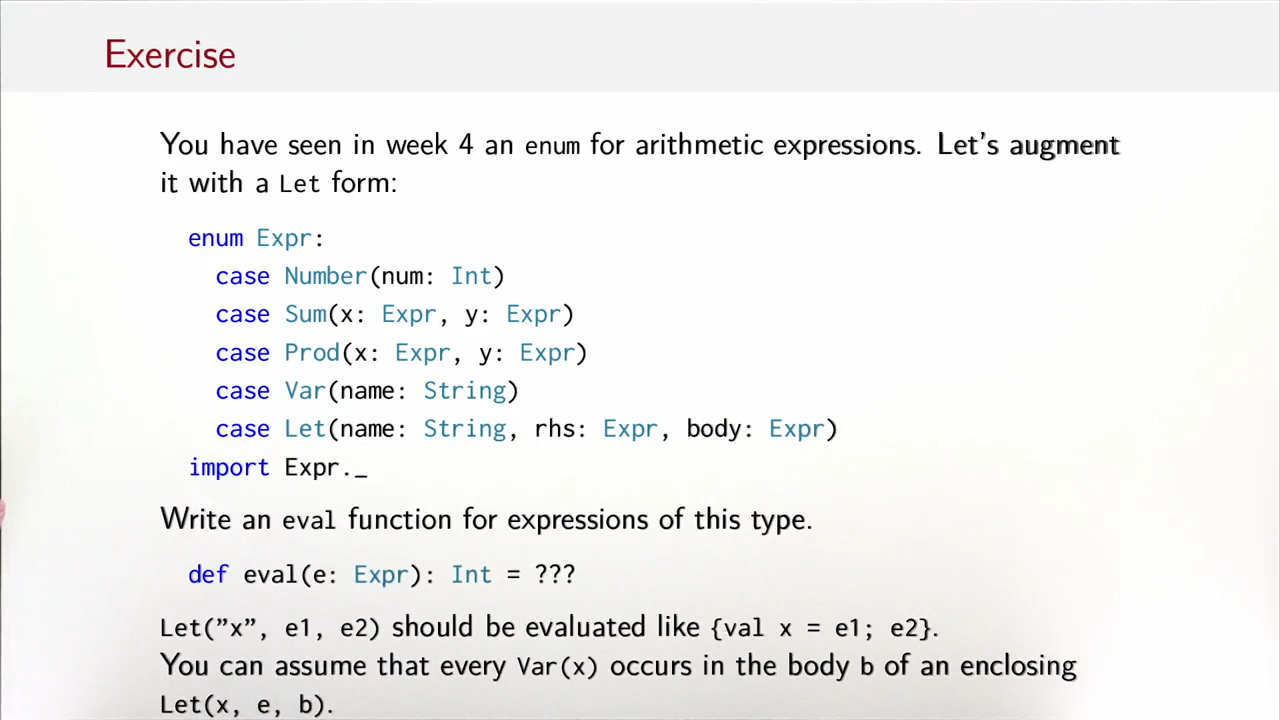 Exercise
You have seen in week 4 an enum for arithmetic expressions. Let's augment
it with a Let form:
enum Expr:
case Number(num: Int)
case Sum(x: Expr, y: Expr)
case Prod(x: Expr, y: Expr)
case Var(name: String)
case Let(name: String, rhs: Expr, body: Expr)
import Expr._
Write an eval function for expressions of this type.
def eval(e: Expr): Int = ???
Let(”x”, e1, e2) should be evaluated like {val x = e1; e2}.
You can assume that every Var(x) occurs in the body b of an enclosing
Let(x, e, b).